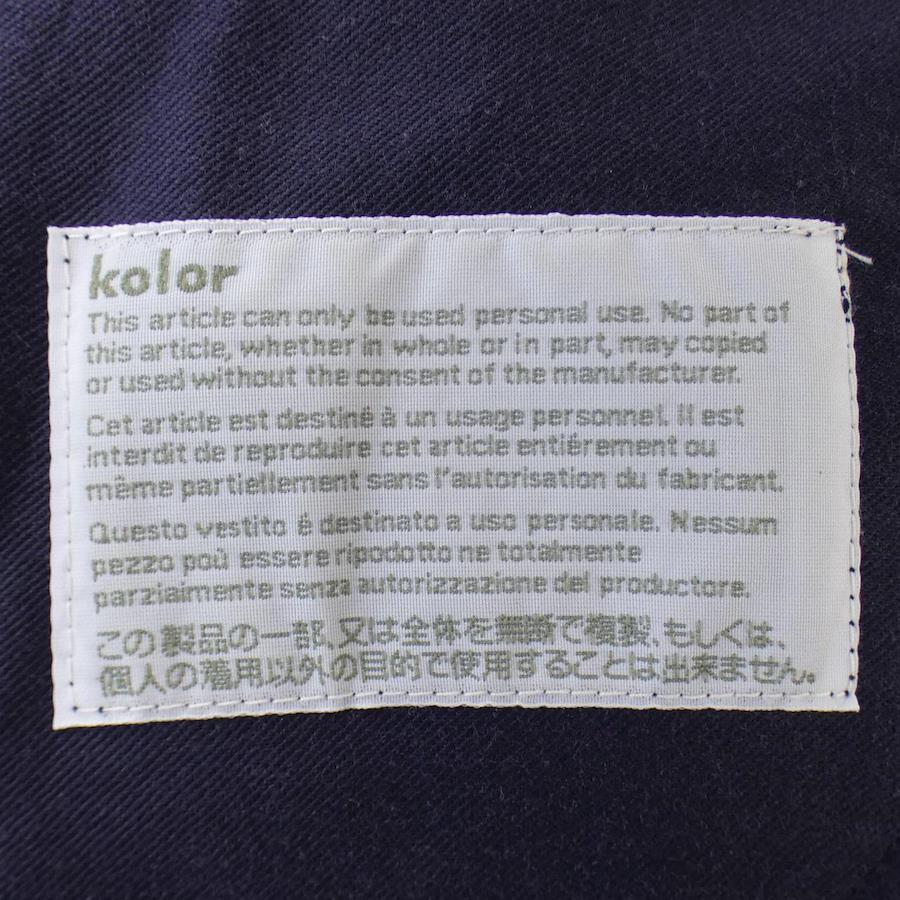 kolor
This article can only be used personal use. No part of
this article, whether in whole or in part, may copied
or used without the consent of the manufacturer.
Cet article est destiné à un usage personnel. Il est
interdit de reproduire cet article entiérement ou
même partiellement sans l'autorisation du fabricant.
Questo vestito é destinato a uso personale. Nessum
pezzo poù essere ripodotto ne totalmente
parziaimente senza autorizzazione del productore.
この製品の一部、又は全体を無断で複製、もしくは、
個人の着用以外の目的で使用することは出来ません。